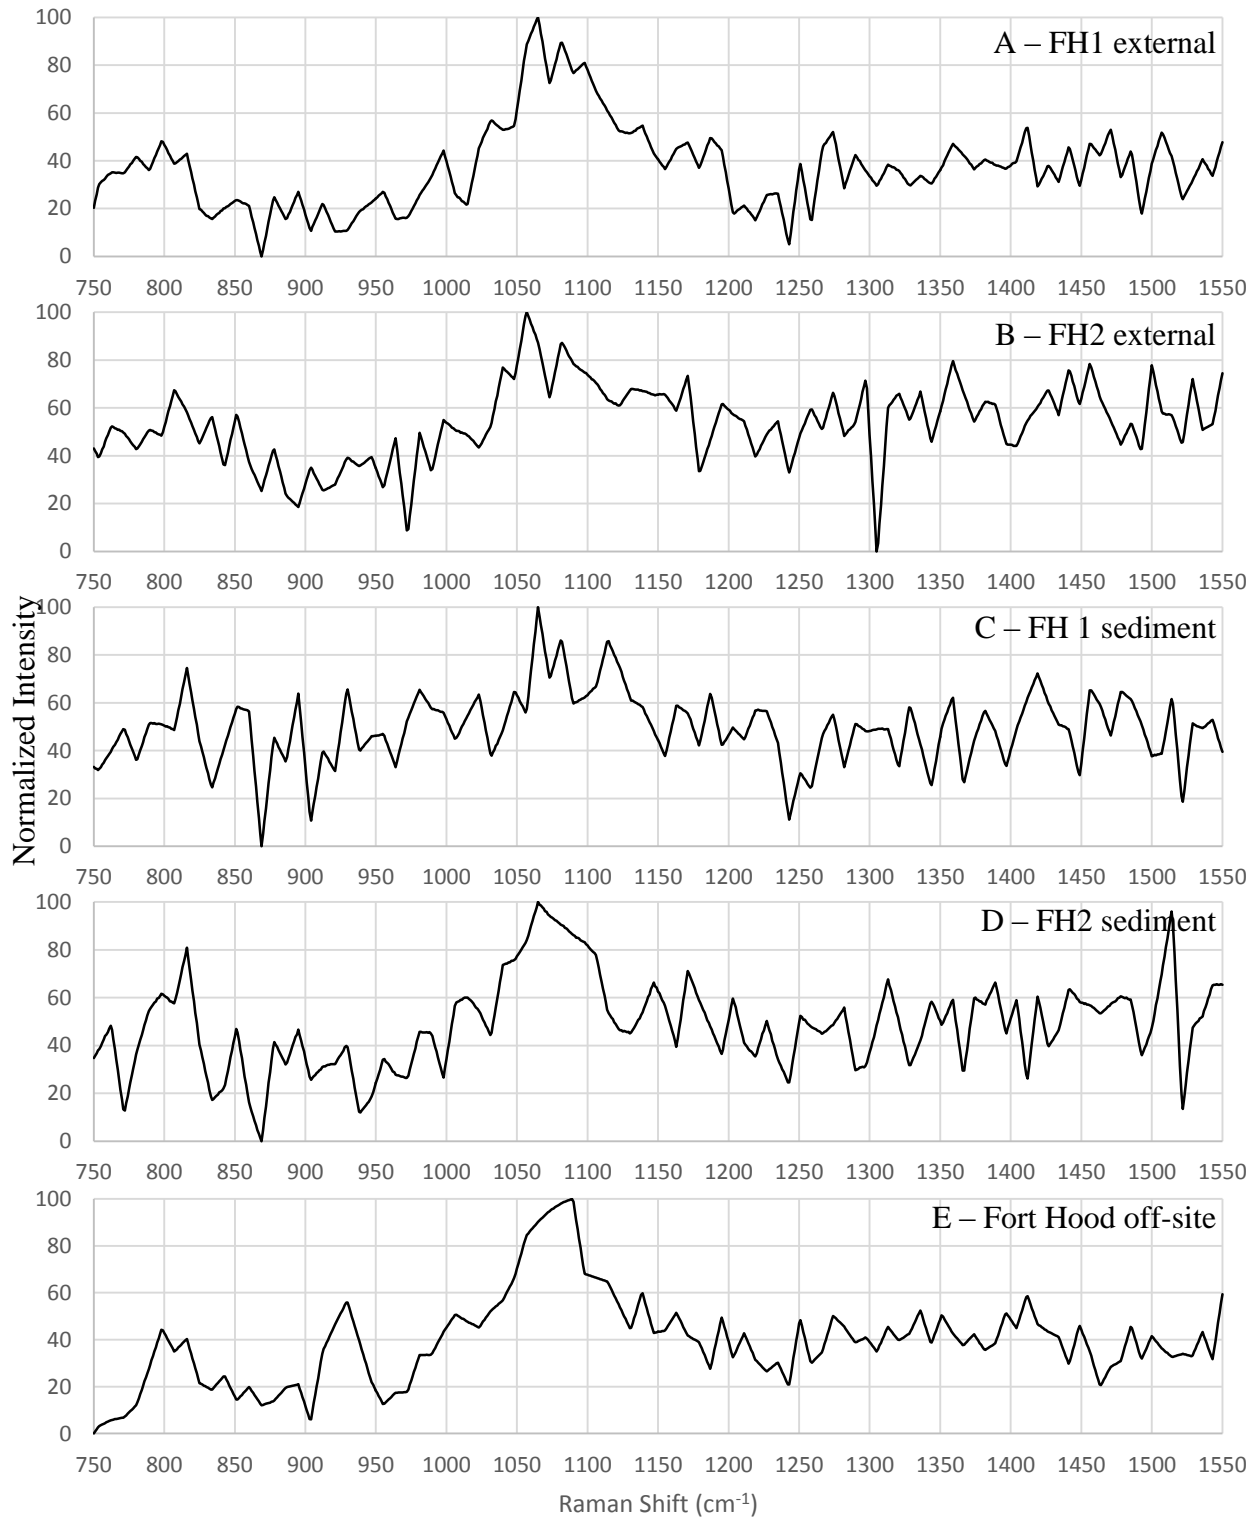 A – FH1 external
100
80
60
40
20
0
750 800 850 900 950 1000 1050 1100 1150 1200 1250 1300 1350 1400 1450 1500 1550
B – FH2 external
100
80
60
40
20
0
750 800 850 900 950 1000 1050 1100 1150 1200 1250 1300 1350 1400 1450 1500 1550
Normalized Intensity
C – FH 1 sediment
100
80
60
40
20
0
750 800 850 900 950 1000 1050 1100 1150 1200 1250 1300 1350 1400 1450 1500 1550
D – FH2 sediment
100
80
60
40
20
0
750 800 850 900 950 1000 1050 1100 1150 1200 1250 1300 1350 1400 1450 1500 1550
E – Fort Hood off-site
100
80
60
40
20
0
750 800 850 900 950 1000 1050 1100 1150 1200 1250 1300 1350 1400 1450 1500 1550
Raman Shift (cm⁻¹)